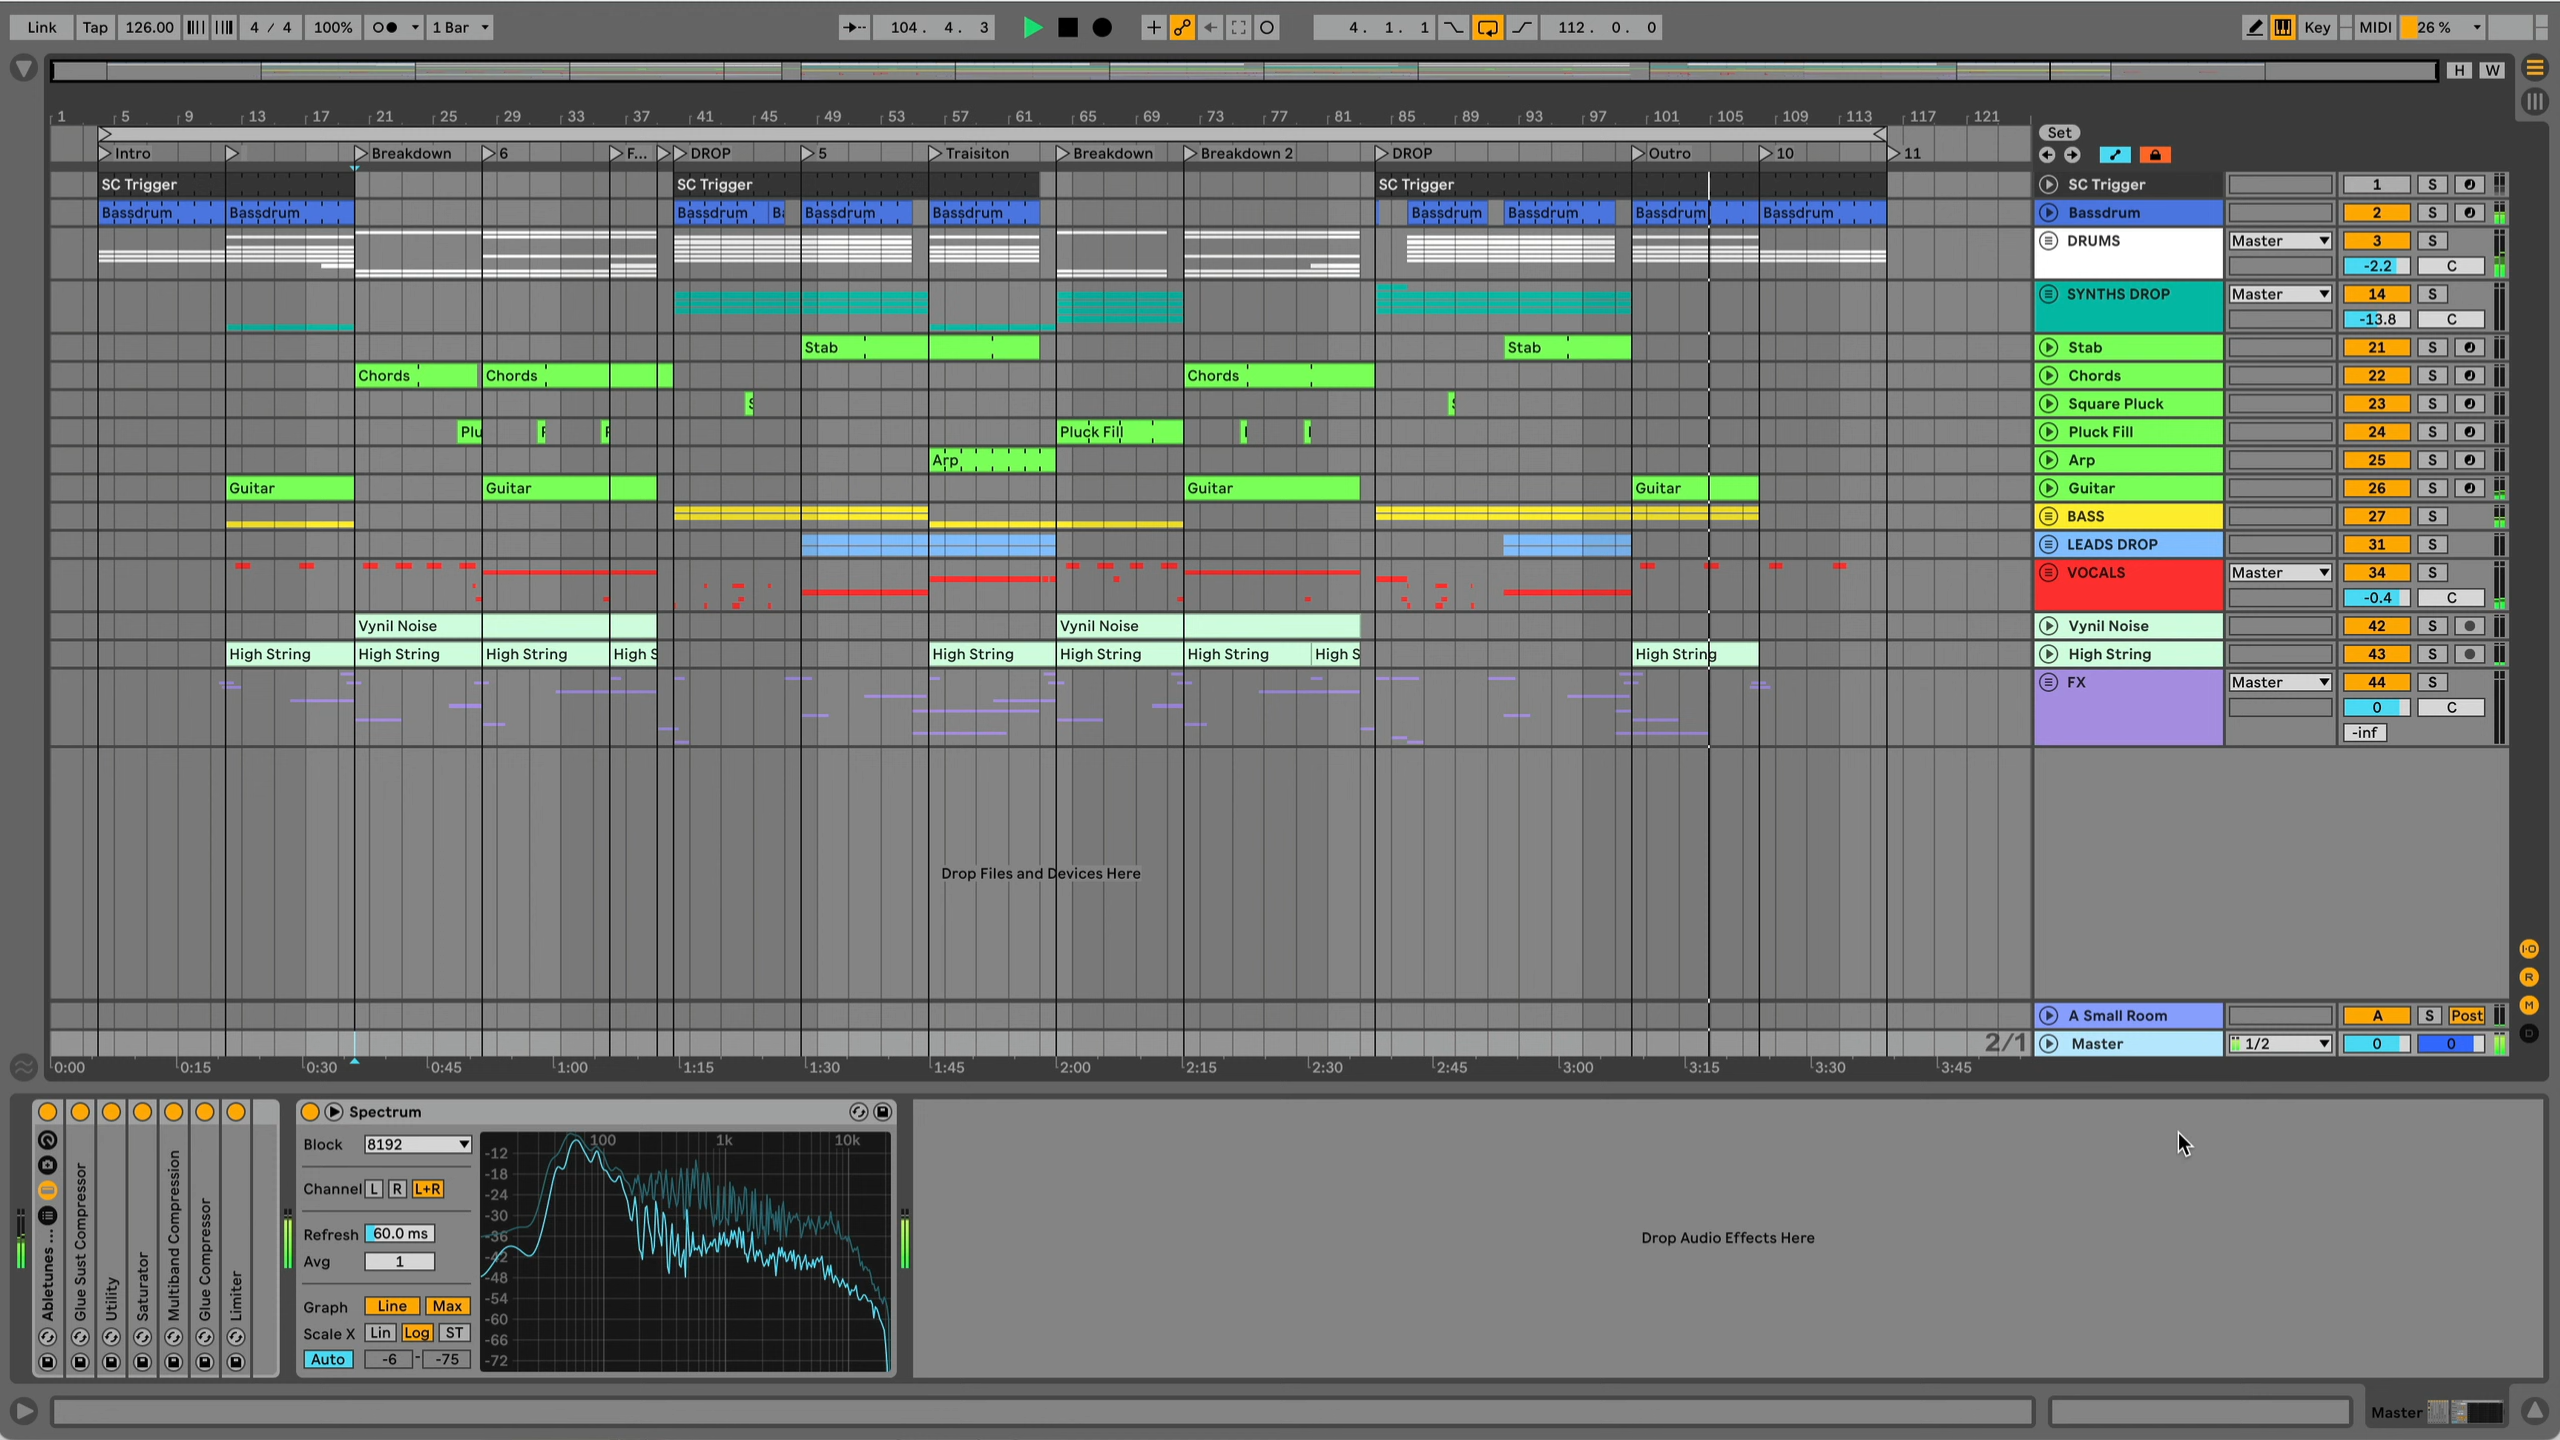 Link Tap 126.00 4 / 4 100% 1 Bar 104. 4. 3 4. 1. 1 112. 0. 0 Key MIDI 26 %
H W
1 5 9 13 17 21 25 29 33 37 41 45 49 53 57 61 65 69 73 77 81 85 89 93 97 101 105 109 113 117 121
Set
Intro Breakdown 6 F... DROP 5 Traisiton Breakdown Breakdown 2 DROP Outro 10 11
SC Trigger SC Trigger SC Trigger SC Trigger 1 S
Bassdrum Bassdrum Bassdrum Ba Bassdrum Bassdrum Bassdrum Bassdrum Bassdrum Bassdrum Bassdrum 2 S
DRUMS Master 3 S
-2.2 C
SYNTHS DROP Master 14 S
-13.8 C
Stab Stab Stab 21 S
Chords Chords Chords Chords 22 S
Square Pluck 23 S
Plu Pluck Fill Pluck Fill 24 S
Arp Arp 25 S
Guitar Guitar Guitar Guitar Guitar 26 S
BASS 27 S
LEADS DROP 31 S
VOCALS Master 34 S
-0.4 C
Vynil Noise Vynil Noise Vynil Noise 42 S
High String High String High String High S High String High String High String High S High String High String 43 S
FX Master 44 S
0 C
-inf
Drop Files and Devices Here
I·O
R
M
D
A Small Room A S Post
2/1 Master 1/2 0 0
0:00 0:15 0:30 0:45 1:00 1:15 1:30 1:45 2:00 2:15 2:30 2:45 3:00 3:15 3:30 3:45
Abletunes ...
Glue Sust Compressor
Utility
Saturator
Multiband Compression
Glue Compressor
Limiter
Spectrum
Block 8192
Channel L R L+R
Refresh 60.0 ms
Avg 1
Graph Line Max
Scale X Lin Log ST
Auto -6 - -75
100 1k 10k
-12
-18
-24
-30
-36
-42
-48
-54
-60
-66
-72
Drop Audio Effects Here
Master